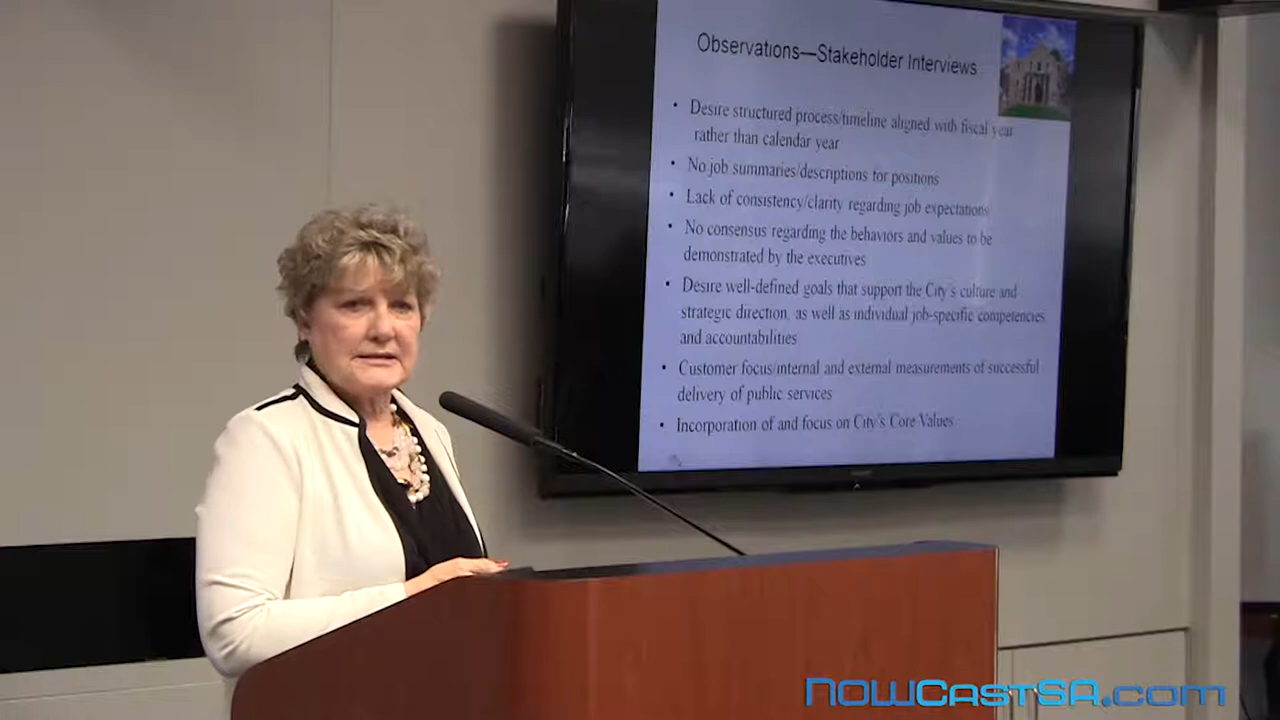 Observations—Stakeholder Interviews
• Desire structured process/timeline aligned with fiscal year
rather than calendar year
• No job summaries/descriptions for positions
• Lack of consistency/clarity regarding job expectations
• No consensus regarding the behaviors and values to be
demonstrated by the executives
• Desire well-defined goals that support the City's culture and
strategic direction, as well as individual job-specific competencies
and accountabilities
• Customer focus/internal and external measurements of successful
delivery of public services
• Incorporation of and focus on City's Core Values
NOWCastSA.com